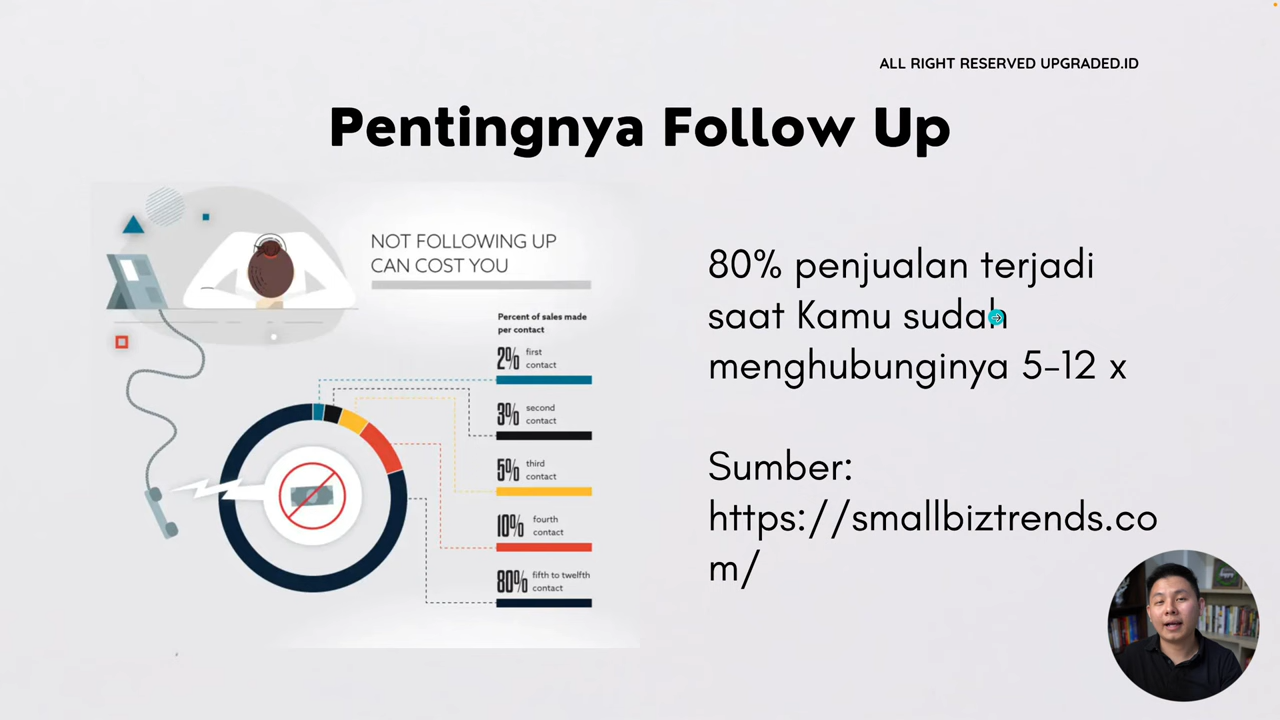 ALL RIGHT RESERVED UPGRADED.ID
Pentingnya Follow Up
NOT FOLLOWING UP
CAN COST YOU
Percent of sales made
per contact
2% first
contact
3% second
contact
5% third
contact
10% fourth
contact
80% fifth to twelfth
contact
80% penjualan terjadi
saat Kamu sudah
menghubunginya 5-12 x
Sumber:
https://smallbiztrends.co
m/